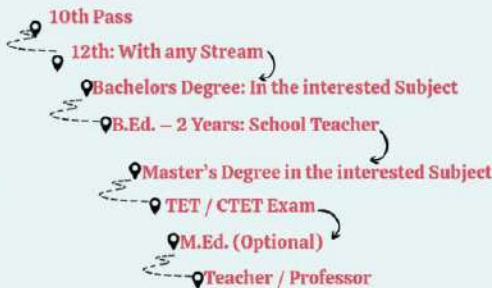 10th Pass
12th: With any Stream
Bachelors Degree: In the interested Subject
B.Ed. – 2 Years: School Teacher
Master's Degree in the interested Subject
TET / CTET Exam
M.Ed. (Optional)
Teacher / Professor